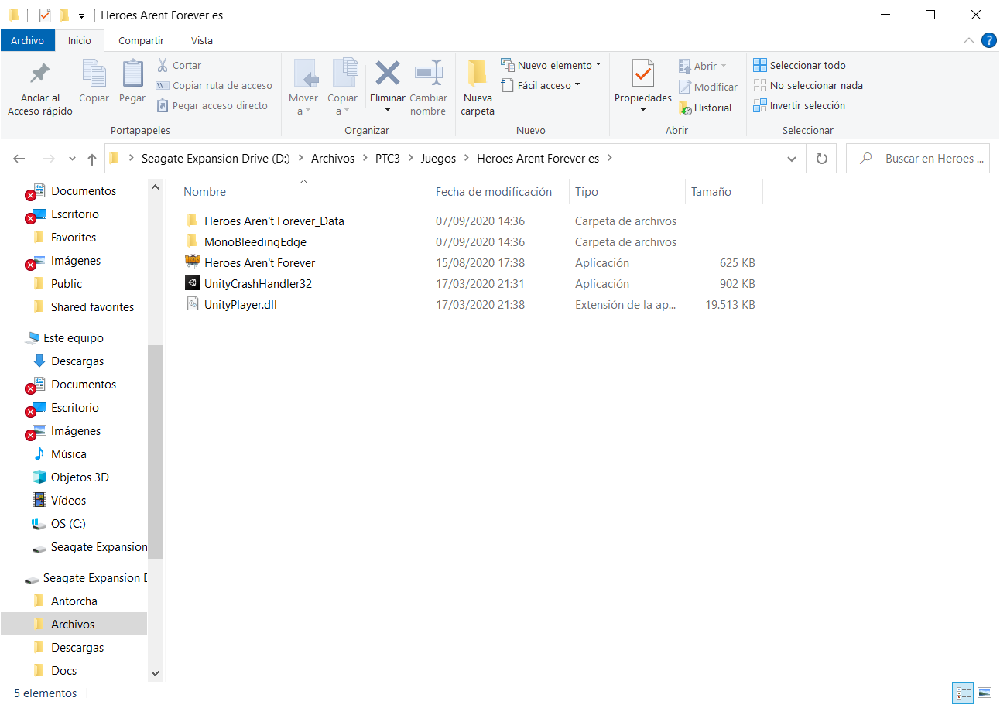 Heroes Arent Forever es
Archivo Inicio Compartir Vista
Anclar al
Acceso rápido
Copiar
Pegar
Cortar
Copiar ruta de acceso
Pegar acceso directo
Portapapeles
Mover
a
Copiar
a
Eliminar
Cambiar
nombre
Organizar
Nueva
carpeta
Nuevo elemento
Fácil acceso
Nuevo
Propiedades
Abrir
Modificar
Historial
Abrir
Seleccionar todo
No seleccionar nada
Invertir selección
Seleccionar
Seagate Expansion Drive (D:) > Archivos > PTC3 > Juegos > Heroes Arent Forever es >
Buscar en Heroes ...
Documentos
Escritorio
Favorites
Imágenes
Public
Shared favorites
Este equipo
Descargas
Documentos
Escritorio
Imágenes
Música
Objetos 3D
Vídeos
OS (C:)
Seagate Expansion
Seagate Expansion D
Antorcha
Archivos
Descargas
Docs
Nombre Fecha de modificación Tipo Tamaño
Heroes Aren't Forever_Data 07/09/2020 14:36 Carpeta de archivos
MonoBleedingEdge 07/09/2020 14:36 Carpeta de archivos
Heroes Aren't Forever 15/08/2020 17:38 Aplicación 625 KB
UnityCrashHandler32 17/03/2020 21:31 Aplicación 902 KB
UnityPlayer.dll 17/03/2020 21:38 Extensión de la ap... 19.513 KB
5 elementos